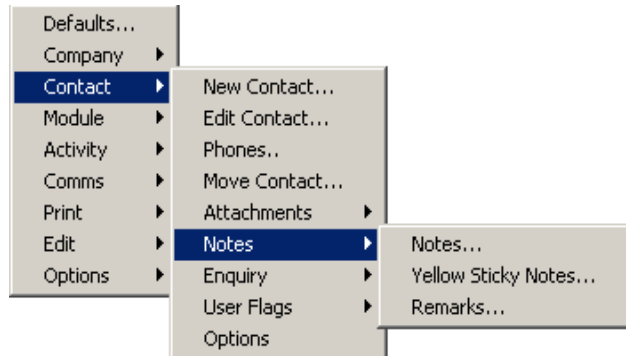 Defaults...
Company
Contact
Module
Activity
Comms
Print
Edit
Options
New Contact...
Edit Contact...
Phones..
Move Contact...
Attachments
Notes
Enquiry
User Flags
Options
Notes...
Yellow Sticky Notes...
Remarks...